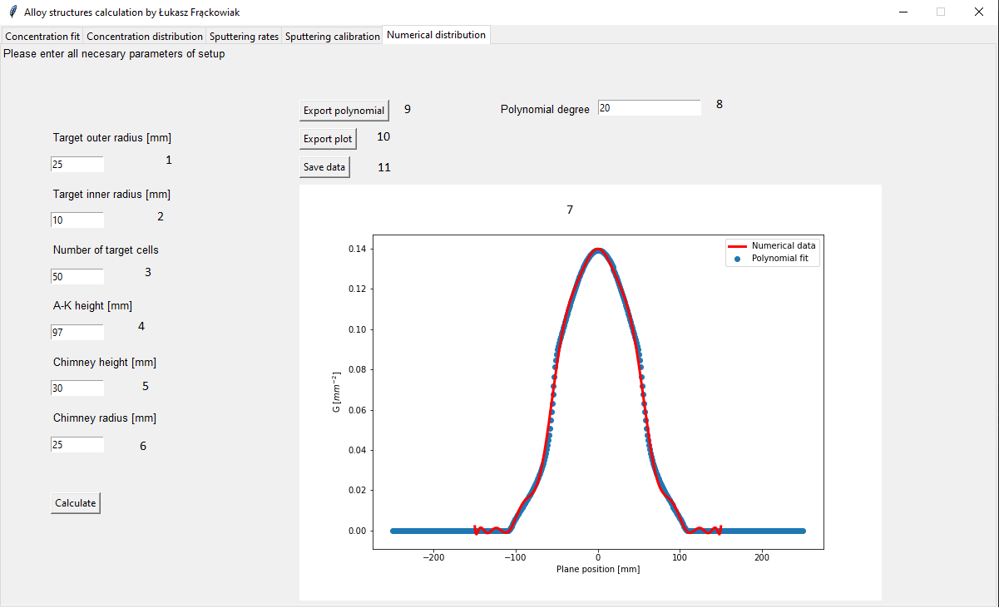 Alloy structures calculation by Łukasz Frąckowiak
Concentration fit Concentration distribution Sputtering rates Sputtering calibration Numerical distribution
Please enter all necesary parameters of setup
Export polynomial 9 Polynomial degree 20 8
Export plot 10
Save data 11
Target outer radius [mm]
25 1
Target inner radius [mm]
10 2
Number of target cells
50 3
A-K height [mm]
97 4
Chimney height [mm]
30 5
Chimney radius [mm]
25 6
Calculate
7
Numerical data
Polynomial fit
0.14
0.12
0.10
0.08
0.06
0.04
0.02
0.00
G [mm⁻²]
−200 −100 0 100 200
Plane position [mm]